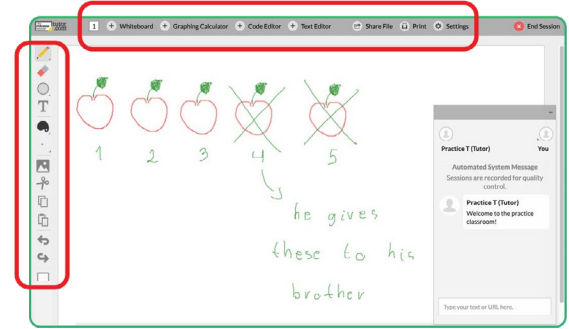 tutor
.com
1 Whiteboard Graphing Calculator Code Editor Text Editor Share File Print Settings End Session
T
1 2 3 4 5
he gives
these to his
brother
Practice T (Tutor) You
Automated System Message
Sessions are recorded for quality
control.
Practice T (Tutor)
Welcome to the practice
classroom!
Type your text or URL here.